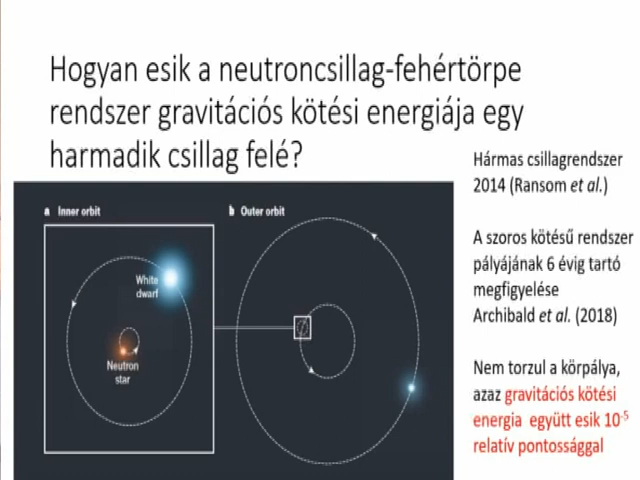 Hogyan esik a neutroncsillag-fehértörpe
rendszer gravitációs kötési energiája egy
harmadik csillag felé?
Hármas csillagrendszer
2014 (Ransom et al.)
A szoros kötésű rendszer
pályájának 6 évig tartó
megfigyelése
Archibald et al. (2018)
Nem torzul a körpálya,
azaz gravitációs kötési
energia együtt esik 10-5
relatív pontossággal
a Inner orbit
b Outer orbit
White
dwarf
Neutron
star